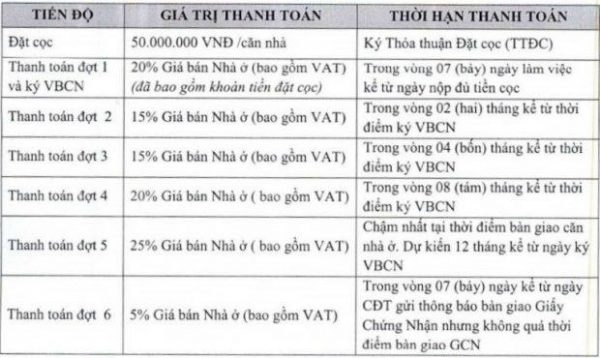 TIẾN ĐỘ
GIÁ TRỊ THANH TOÁN
THỜI HẠN THANH TOÁN
Đặt cọc
50.000.000 VNĐ /căn nhà
Ký Thỏa thuận Đặt cọc (TTĐC)
Thanh toán đợt 1
và ký VBCN
20% Giá bán Nhà ở (bao gồm VAT)
(đã bao gồm khoản tiền đặt cọc)
Trong vòng 07 (bảy) ngày làm việc
kể từ ngày nộp đủ tiền cọc
Thanh toán đợt 2
15% Giá bán Nhà ở (bao gồm VAT)
Trong vòng 02 (hai) tháng kể từ thời
điểm ký VBCN
Thanh toán đợt 3
15% Giá bán Nhà ở (bao gồm VAT)
Trong vòng 04 (bốn) tháng kể từ thời
điểm ký VBCN
Thanh toán đợt 4
20% Giá bán Nhà ở ( bao gồm VAT)
Trong vòng 08 (tám) tháng kể từ thời
điểm ký VBCN
Thanh toán đợt 5
25% Giá bán Nhà ở ( bao gồm VAT)
Chậm nhất tại thời điểm bàn giao căn
nhà ở. Dự kiến 12 tháng kể từ ngày ký
VBCN
Thanh toán đợt 6
5% Giá bán Nhà ở (bao gồm VAT)
Trong vòng 07 (bảy) ngày kể từ ngày
CĐT gửi thông báo bàn giao Giấy
Chứng Nhận nhưng không quá thời
điểm bàn giao GCN